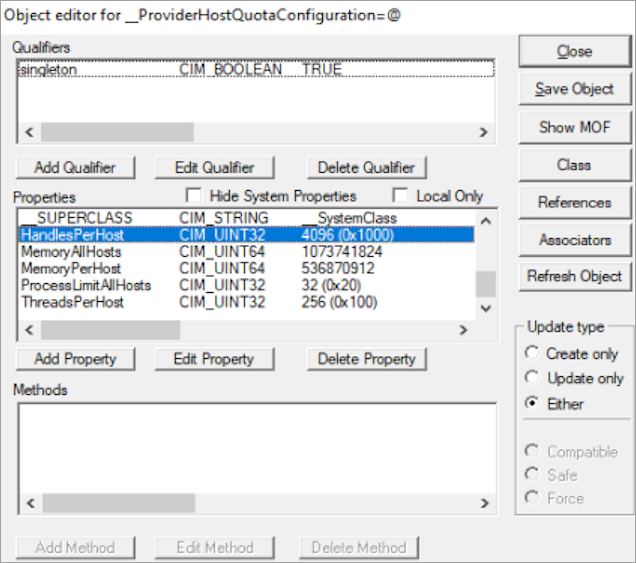 Object editor for __ProviderHostQuotaConfiguration=@
Qualifiers
singleton CIM_BOOLEAN TRUE
Add Qualifier Edit Qualifier Delete Qualifier
Properties Hide System Properties Local Only
__SUPERCLASS CIM_STRING __SystemClass
HandlesPerHost CIM_UINT32 4096 (0x1000)
MemoryAllHosts CIM_UINT64 1073741824
MemoryPerHost CIM_UINT64 536870912
ProcessLimitAllHosts CIM_UINT32 32 (0x20)
ThreadsPerHost CIM_UINT32 256 (0x100)
Add Property Edit Property Delete Property
Methods
Add Method Edit Method Delete Method
Close
Save Object
Show MOF
Class
References
Associators
Refresh Object
Update type
Create only
Update only
Either
Compatible
Safe
Force